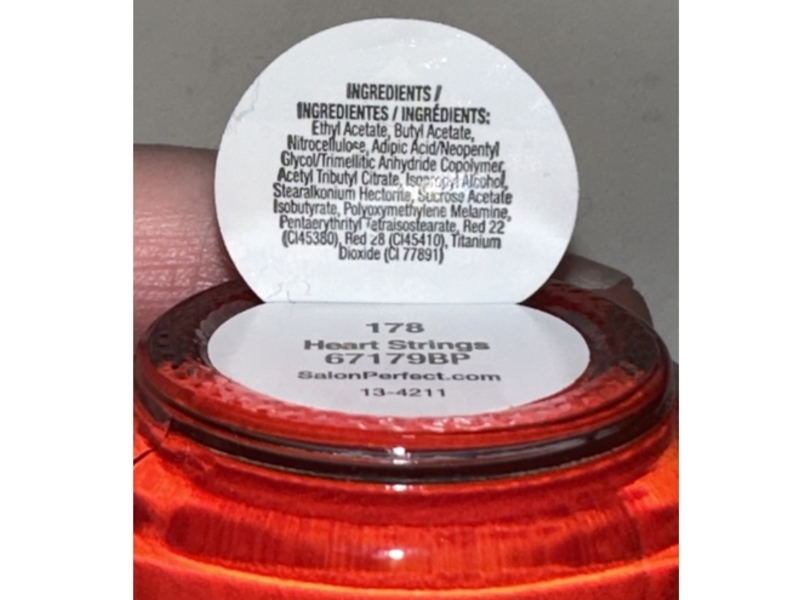 INGREDIENTS /
INGREDIENTES / INGRÉDIENTS:
Ethyl Acetate, Butyl Acetate,
Nitrocellulose, Adipic Acid/Neopentyl
Glycol/Trimellitic Anhydride Copolymer,
Acetyl Tributyl Citrate, Isopropyl Alcohol,
Stearalkonium Hectorite, Sucrose Acetate
Isobutyrate, Polyoxymethylene Melamine,
Pentaerythrityl Tetraisostearate, Red 22
(CI45380), Red 28 (CI45410), Titanium
Dioxide (CI 77891)
178
Heart Strings
67179BP
SalonPerfect.com
13-4211